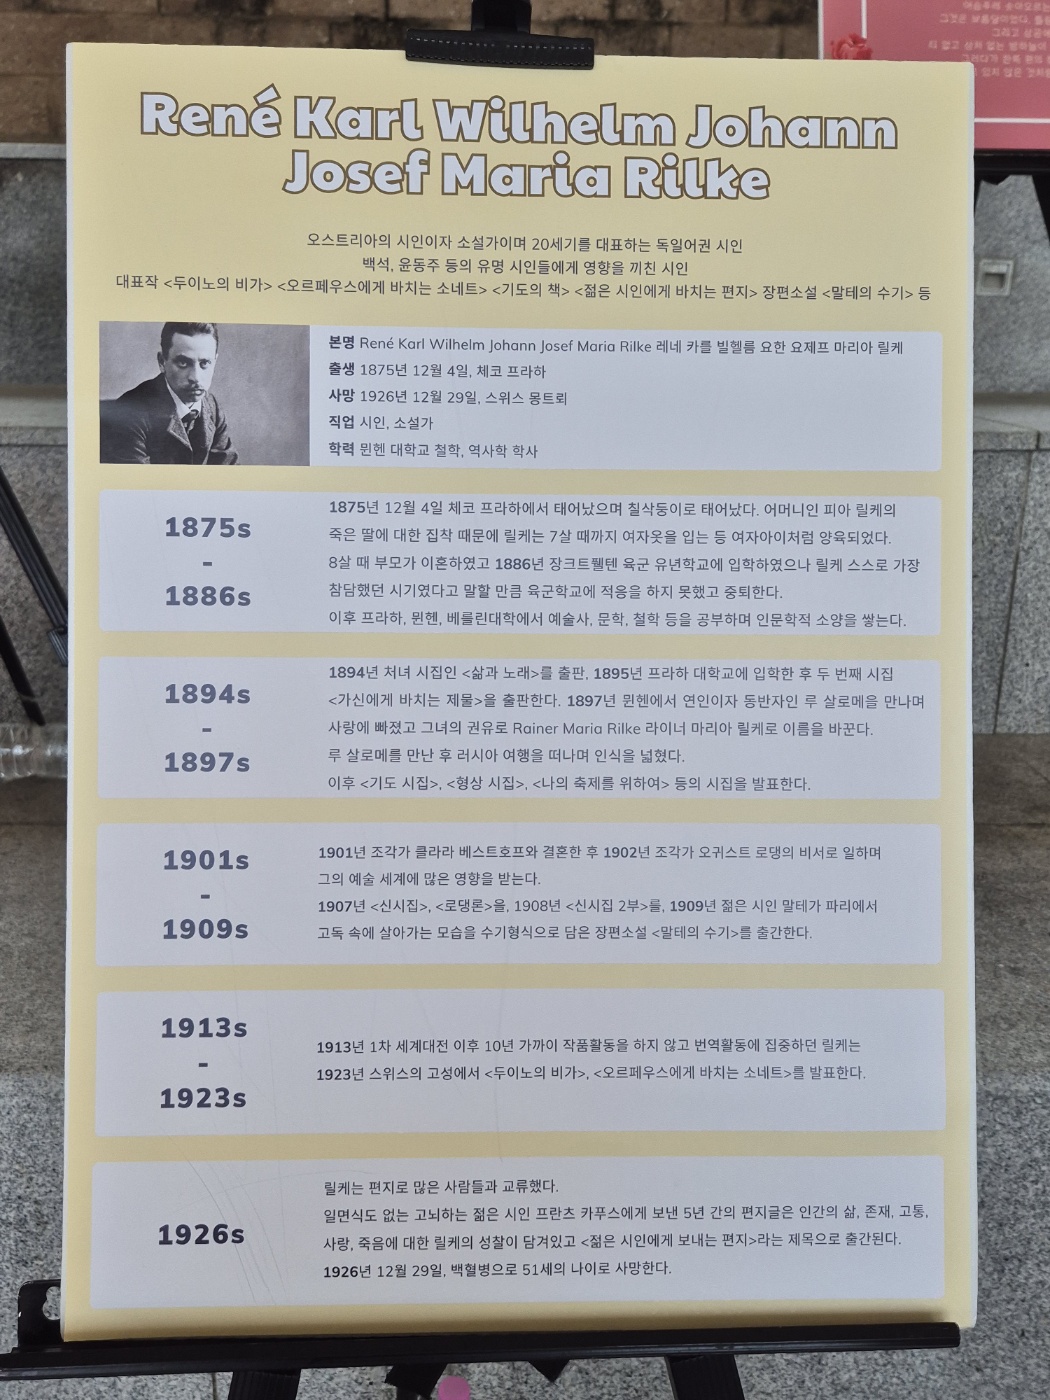 René Karl Wilhelm Johann
Josef Maria Rilke
오스트리아의 시인이자 소설가이며 20세기를 대표하는 독일어권 시인
백석, 윤동주 등의 유명 시인들에게 영향을 끼친 시인
대표작 <두이노의 비가> <오르페우스에게 바치는 소네트> <기도의 책> <젊은 시인에게 바치는 편지> 장편소설 <말테의 수기> 등
본명 René Karl Wilhelm Johann Josef Maria Rilke 레네 카를 빌헬름 요한 요제프 마리아 릴케
출생 1875년 12월 4일, 체코 프라하
사망 1926년 12월 29일, 스위스 몽트뢰
직업 시인, 소설가
학력 뮌헨 대학교 철학, 역사학 학사
1875s
-
1886s
1875년 12월 4일 체코 프라하에서 태어났으며 칠삭둥이로 태어났다. 어머니인 피아 릴케의
죽은 딸에 대한 집착 때문에 릴케는 7살 때까지 여자옷을 입는 등 여자아이처럼 양육되었다.
8살 때 부모가 이혼하였고 1886년 장크트푈텐 육군 유년학교에 입학하였으나 릴케 스스로 가장
참담했던 시기였다고 말할 만큼 육군학교에 적응을 하지 못했고 중퇴한다.
이후 프라하, 뮌헨, 베를린대학에서 예술사, 문학, 철학 등을 공부하며 인문학적 소양을 쌓는다.
1894s
-
1897s
1894년 처녀 시집인 <삶과 노래>를 출판, 1895년 프라하 대학교에 입학한 후 두 번째 시집
<가신에게 바치는 제물>을 출판한다. 1897년 뮌헨에서 연인이자 동반자인 루 살로메을 만나며
사랑에 빠졌고 그녀의 권유로 Rainer Maria Rilke 라이너 마리아 릴케로 이름을 바꾼다.
루 살로메를 만난 후 러시아 여행을 떠나며 인식을 넓혔다.
이후 <기도 시집>, <형상 시집>, <나의 축제를 위하여> 등의 시집을 발표한다.
1901s
-
1909s
1901년 조각가 클라라 베스트호프와 결혼한 후 1902년 조각가 오귀스트 로댕의 비서로 일하며
그의 예술 세계에 많은 영향을 받는다.
1907년 <신시집>, <로댕론>을, 1908년 <신시집 2부>를, 1909년 젊은 시인 말테가 파리에서
고독 속에 살아가는 모습을 수기형식으로 담은 장편소설 <말테의 수기>를 출간한다.
1913s
-
1923s
1913년 1차 세계대전 이후 10년 가까이 작품활동을 하지 않고 번역활동에 집중하던 릴케는
1923년 스위스의 고성에서 <두이노의 비가>, <오르페우스에게 바치는 소네트>를 발표한다.
1926s
릴케는 편지로 많은 사람들과 교류했다.
일면식도 없는 고뇌하는 젊은 시인 프란츠 카푸스에게 보낸 5년 간의 편지글은 인간의 삶, 존재, 고통,
사랑, 죽음에 대한 릴케의 성찰이 담겨있고 <젊은 시인에게 보내는 편지>라는 제목으로 출간된다.
1926년 12월 29일, 백혈병으로 51세의 나이로 사망한다.